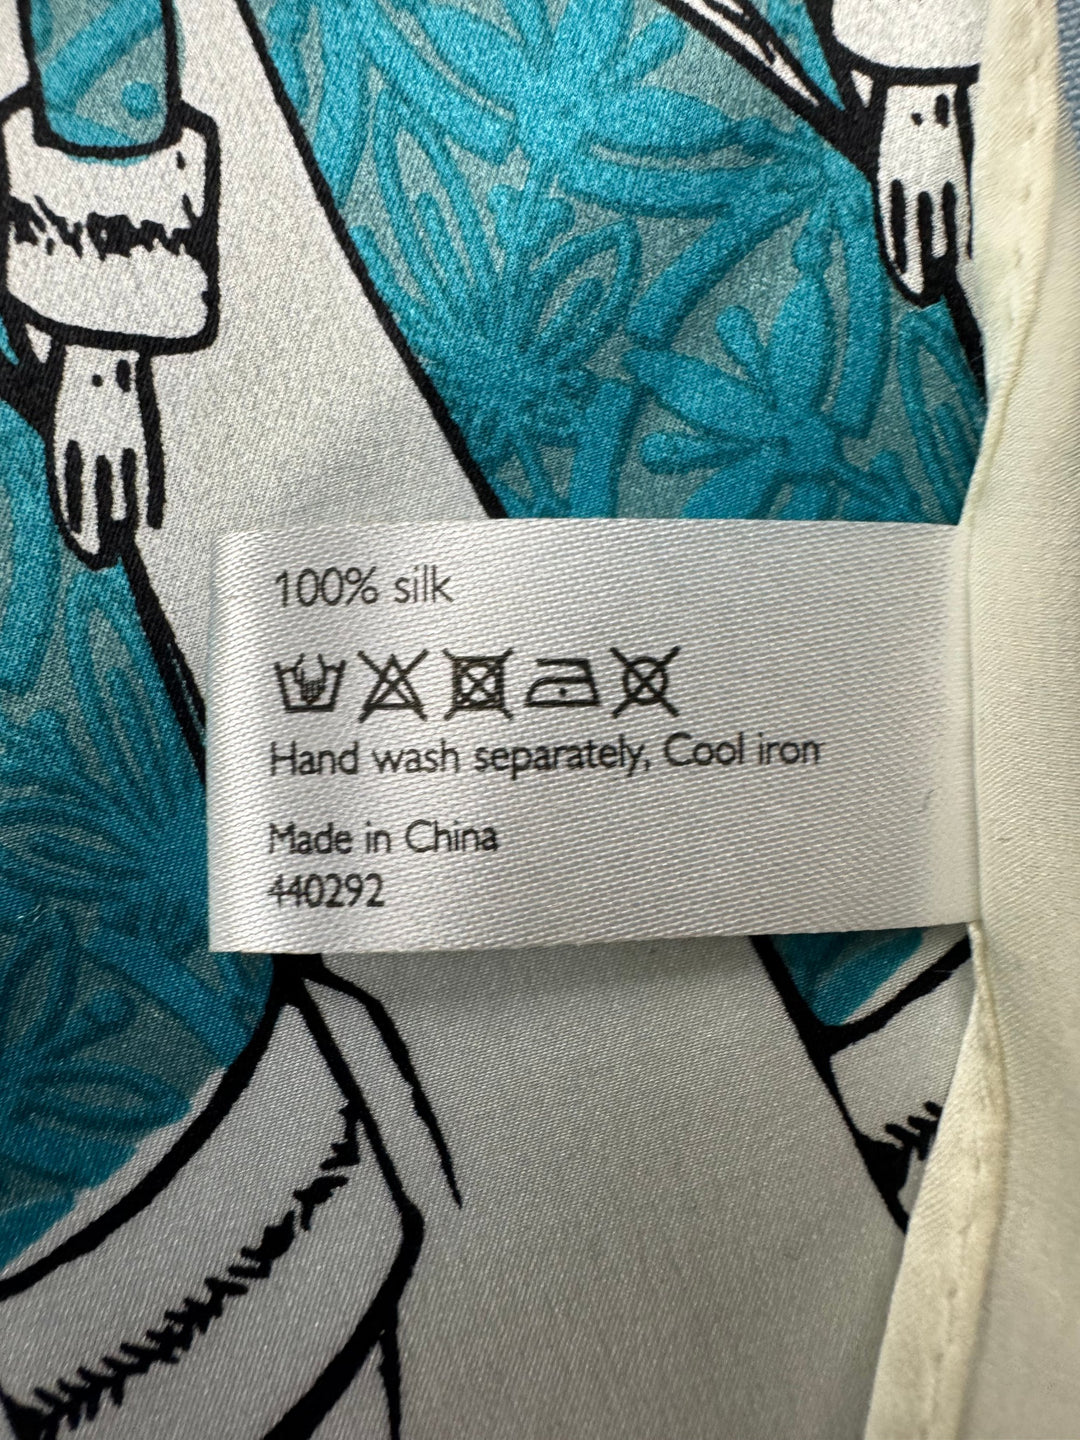 100% silk
Hand wash separately, Cool iron
Made in China
440292